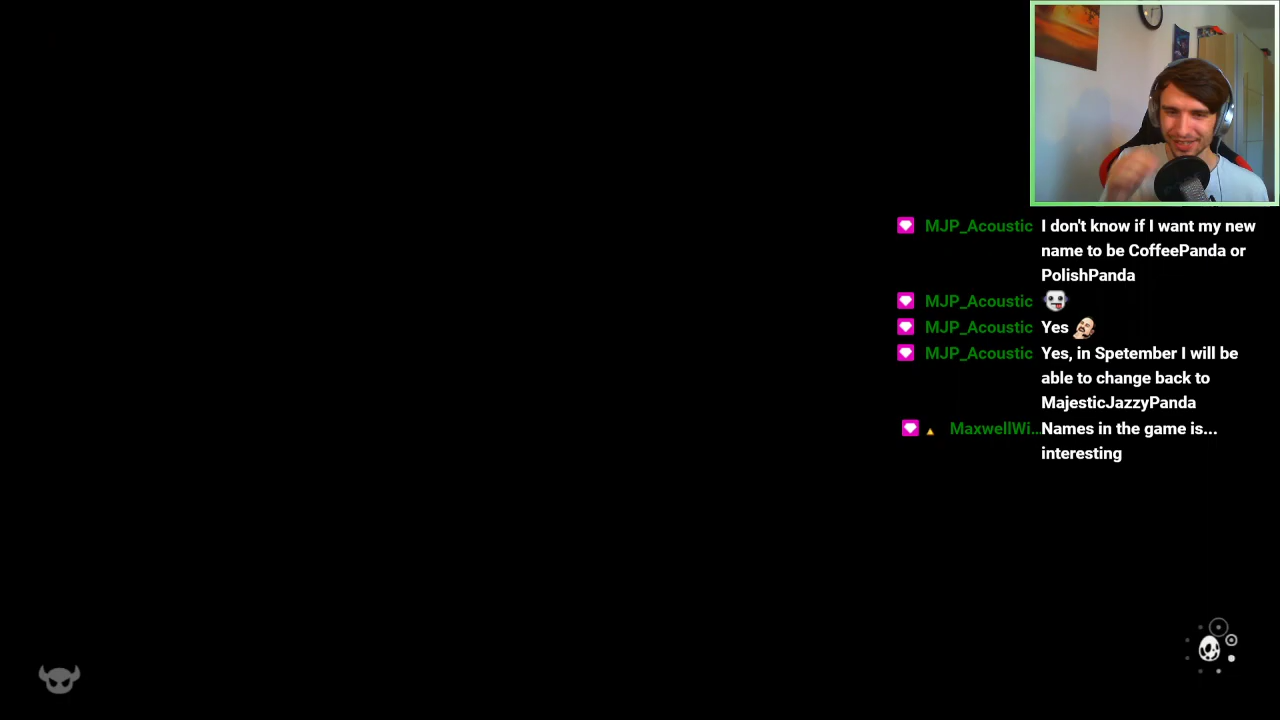 MJP_Acoustic I don't know if I want my new
name to be CoffeePanda or
PolishPanda
MJP_Acoustic
MJP_Acoustic Yes
MJP_Acoustic Yes, in Spetember I will be
able to change back to
MajesticJazzyPanda
MaxwellWi... Names in the game is...
interesting